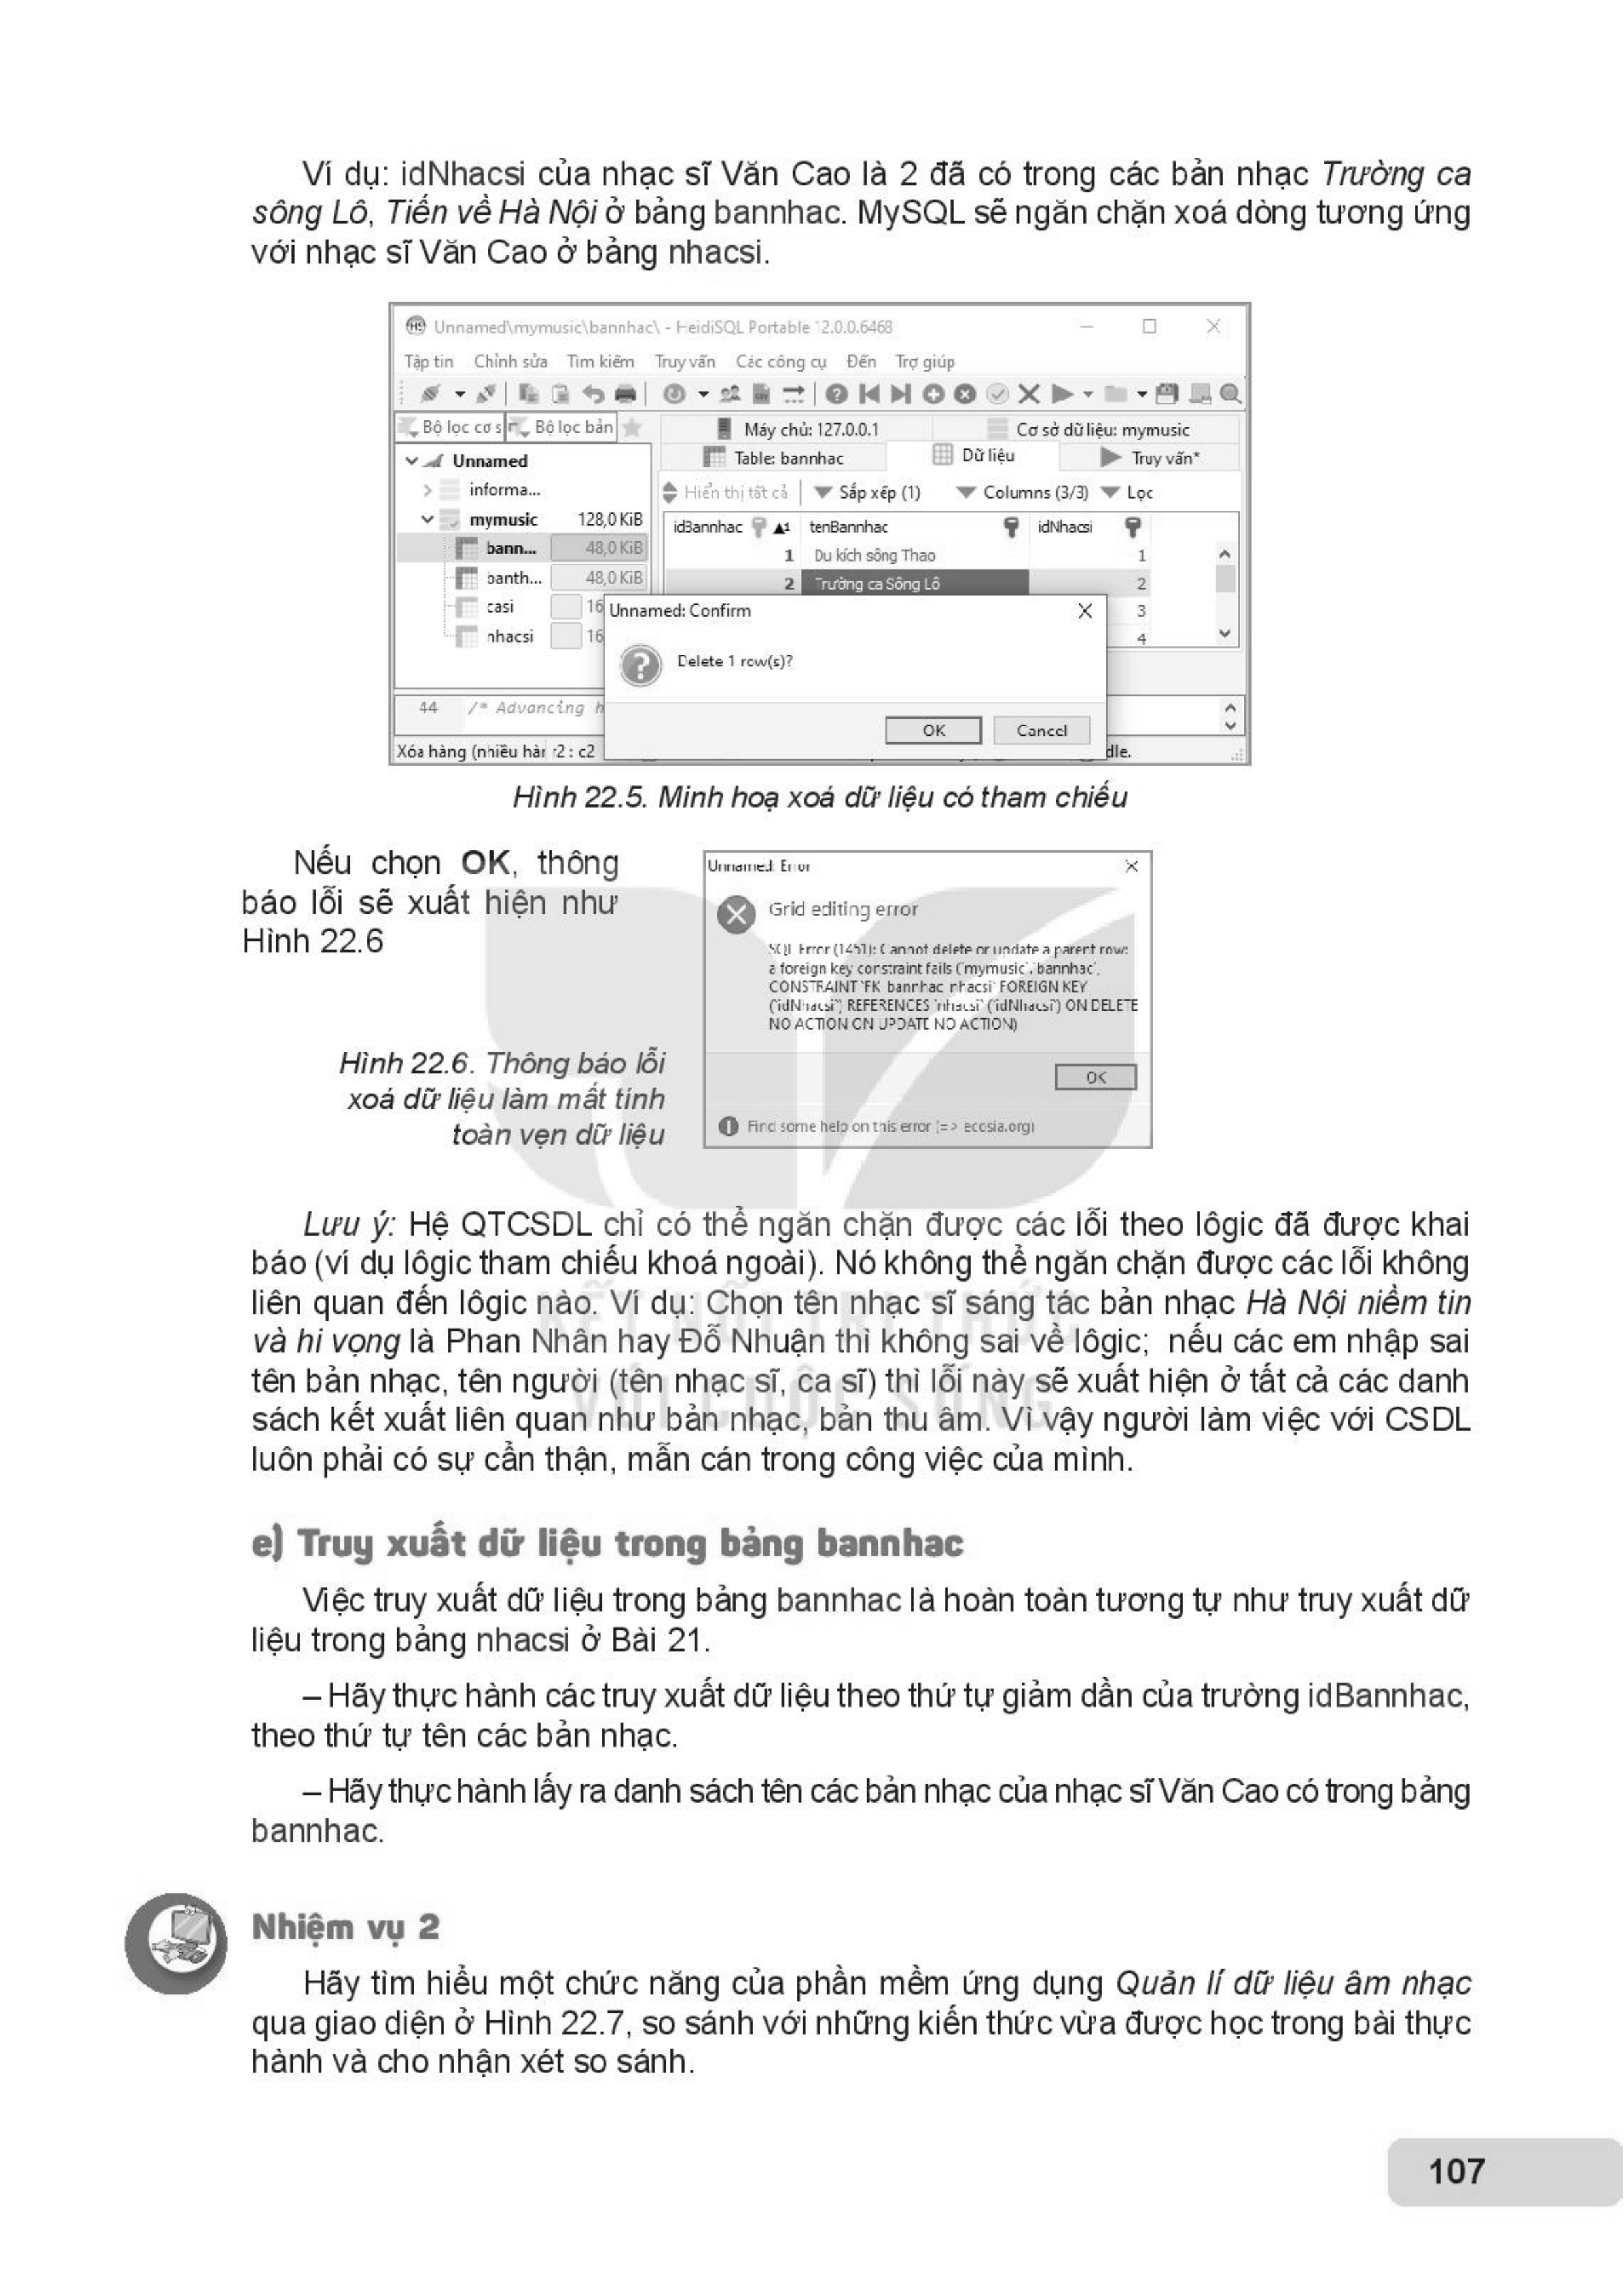 Ví dụ: idNhacsi của nhạc sĩ Văn Cao là 2 đã có trong các bản nhạc Trường ca
sông Lô, Tiến về Hà Nội ở bảng bannhac. MySQL sẽ ngăn chặn xoá dòng tương ứng
với nhạc sĩ Văn Cao ở bảng nhacsi.
Unnamed\mymusic\bannhac\ - HeidiSQL Portable 12.0.0.6468
Tập tin Chỉnh sửa Tìm kiếm Truy vấn Các công cụ Đến Trợ giúp
Bộ lọc cơ s Bộ lọc bản Máy chủ: 127.0.0.1 Cơ sở dữ liệu: mymusic
Unnamed Table: bannhac Dữ liệu Truy vấn*
informa... Hiển thị tất cả Sắp xếp (1) Columns (3/3) Lọc
mymusic 128,0 KiB idBannhac 1 tenBannhac idNhacsi
bann... 48,0 KiB 1 Du kích sông Thao 1
banth... 48,0 KiB 2 Trường ca Sông Lô 2
casi 16 Unnamed: Confirm 3
nhacsi 16 4
Delete 1 row(s)?
44 /* Advancing h
OK Cancel
Xóa hàng (nhiều hàr r2 : c2 dle.
Hình 22.5. Minh hoạ xoá dữ liệu có tham chiếu
Nếu chọn OK, thông
báo lỗi sẽ xuất hiện như
Hình 22.6
Unnamed: Error
Grid editing error
SQL Error (1451): Cannot delete or update a parent row:
a foreign key constraint fails (`mymusic`.`bannhac`,
CONSTRAINT `FK_bannhac_nhacsi` FOREIGN KEY
(`idNhacsi`) REFERENCES `nhacsi` (`idNhacsi`) ON DELETE
NO ACTION ON UPDATE NO ACTION)
OK
Find some help on this error (=> ecosia.org)
Hình 22.6. Thông báo lỗi
xoá dữ liệu làm mất tính
toàn vẹn dữ liệu
Lưu ý: Hệ QTCSDL chỉ có thể ngăn chặn được các lỗi theo lôgic đã được khai
báo (ví dụ lôgic tham chiếu khoá ngoài). Nó không thể ngăn chặn được các lỗi không
liên quan đến lôgic nào. Ví dụ: Chọn tên nhạc sĩ sáng tác bản nhạc Hà Nội niềm tin
và hi vọng là Phan Nhân hay Đỗ Nhuận thì không sai về lôgic; nếu các em nhập sai
tên bản nhạc, tên người (tên nhạc sĩ, ca sĩ) thì lỗi này sẽ xuất hiện ở tất cả các danh
sách kết xuất liên quan như bản nhạc, bản thu âm. Vì vậy người làm việc với CSDL
luôn phải có sự cẩn thận, mẫn cán trong công việc của mình.
KẾT NỐI TRI THỨC
VỚI CUỘC SỐNG
e) Truy xuất dữ liệu trong bảng bannhac
Việc truy xuất dữ liệu trong bảng bannhac là hoàn toàn tương tự như truy xuất dữ
liệu trong bảng nhacsi ở Bài 21.
– Hãy thực hành các truy xuất dữ liệu theo thứ tự giảm dần của trường idBannhac,
theo thứ tự tên các bản nhạc.
– Hãy thực hành lấy ra danh sách tên các bản nhạc của nhạc sĩ Văn Cao có trong bảng
bannhac.
Nhiệm vụ 2
Hãy tìm hiểu một chức năng của phần mềm ứng dụng Quản lí dữ liệu âm nhạc
qua giao diện ở Hình 22.7, so sánh với những kiến thức vừa được học trong bài thực
hành và cho nhận xét so sánh.
107